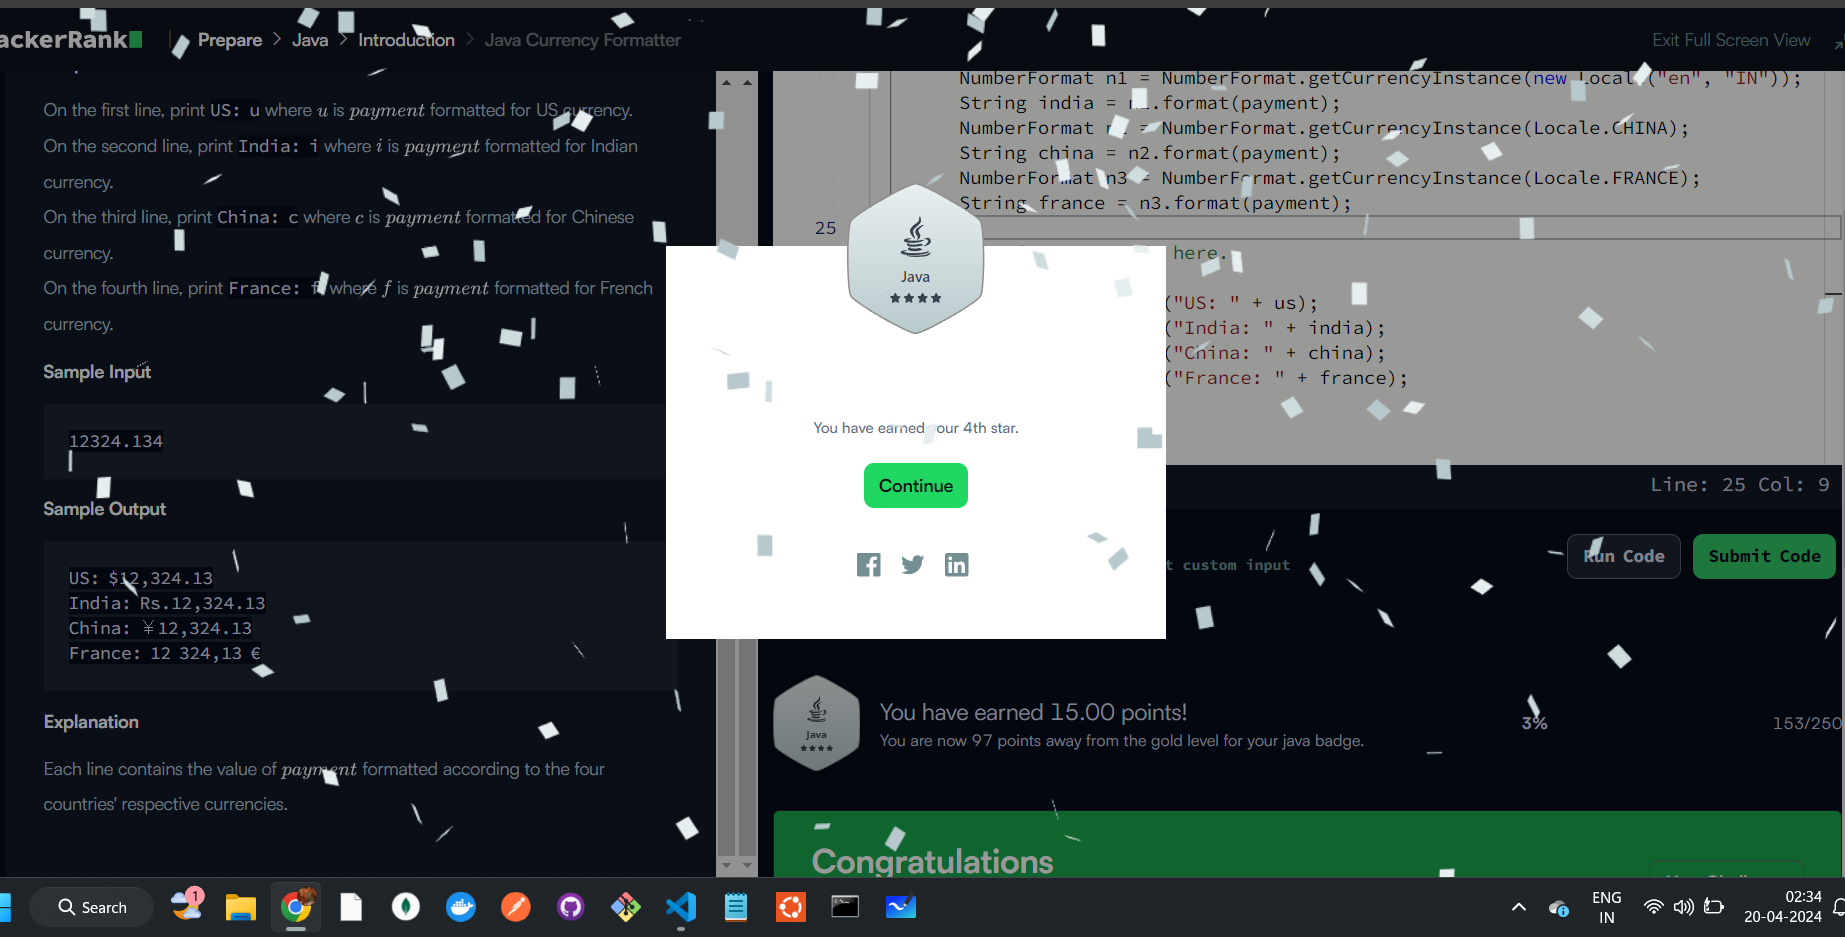 ackerRank
Prepare > Java > Introduction > Java Currency Formatter
Exit Full Screen View
On the first line, print US: u where u is payment formatted for US currency.
On the second line, print India: i where i is payment formatted for Indian
currency.
On the third line, print China: c where c is payment formatted for Chinese
currency.
On the fourth line, print France: f where f is payment formatted for French
currency.
Sample Input
12324.134
Sample Output
US: $12,324.13
India: Rs.12,324.13
China: ￥12,324.13
France: 12 324,13 €
Explanation
Each line contains the value of payment formatted according to the four
countries' respective currencies.
NumberFormat n1 = NumberFormat.getCurrencyInstance(new Locale("en", "IN"));
String india = n1.format(payment);
NumberFormat n2 = NumberFormat.getCurrencyInstance(Locale.CHINA);
String china = n2.format(payment);
NumberFormat n3 = NumberFormat.getCurrencyInstance(Locale.FRANCE);
String france = n3.format(payment);
25
here.
("US: " + us);
("India: " + india);
("China: " + china);
("France: " + france);
Java
You have earned your 4th star.
Continue
Line: 25 Col: 9
t custom input
Run Code
Submit Code
Java
You have earned 15.00 points!
You are now 97 points away from the gold level for your java badge.
3%
153/250
Congratulations
1
Search
ENG
IN
02:34
20-04-2024